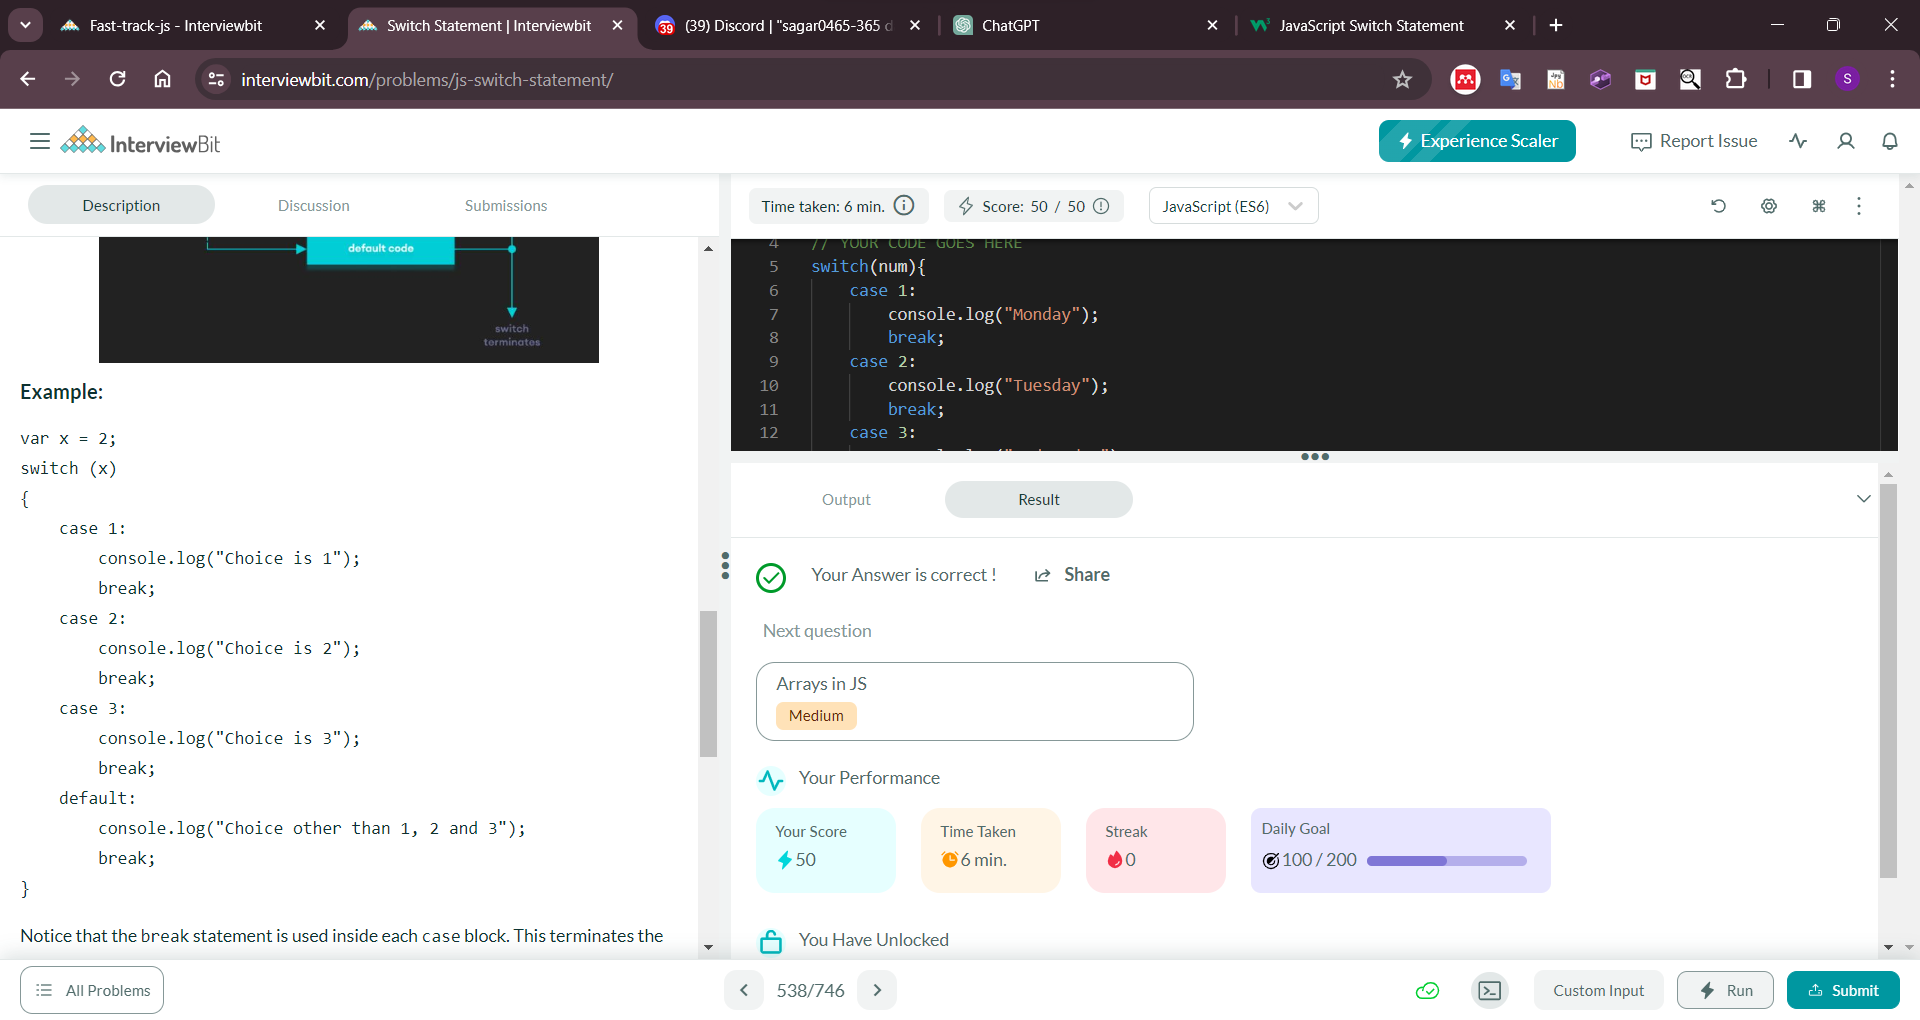 Fast-track-js - Interviewbit
Switch Statement | Interviewbit
39
(39) Discord | "sagar0465-365 d
ChatGPT
JavaScript Switch Statement
interviewbit.com/problems/js-switch-statement/
S
InterviewBit
Experience Scaler
Report Issue
Description
Discussion
Submissions
Time taken: 6 min.
Score: 50 / 50
JavaScript (ES6)
default code
switch
terminates
Example:
var x = 2;
switch (x)
{
case 1:
console.log("Choice is 1");
break;
case 2:
console.log("Choice is 2");
break;
case 3:
console.log("Choice is 3");
break;
default:
console.log("Choice other than 1, 2 and 3");
break;
}
Notice that the break statement is used inside each case block. This terminates the
4 // YOUR CODE GOES HERE
5 switch(num){
6 case 1:
7 console.log("Monday");
8 break;
9 case 2:
10 console.log("Tuesday");
11 break;
12 case 3:
Output
Result
Your Answer is correct !
Share
Next question
Arrays in JS
Medium
Your Performance
Your Score
50
Time Taken
6 min.
Streak
0
Daily Goal
100 / 200
You Have Unlocked
All Problems
538/746
Custom Input
Run
Submit